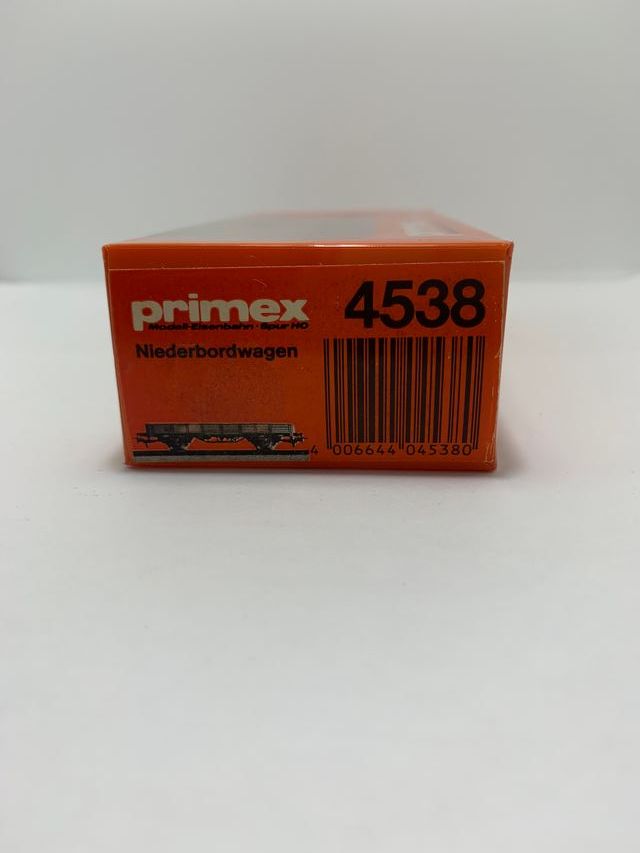 primex 4538
Modell-Eisenbahn · Spur HO
Niederbordwagen
4 006644 045380